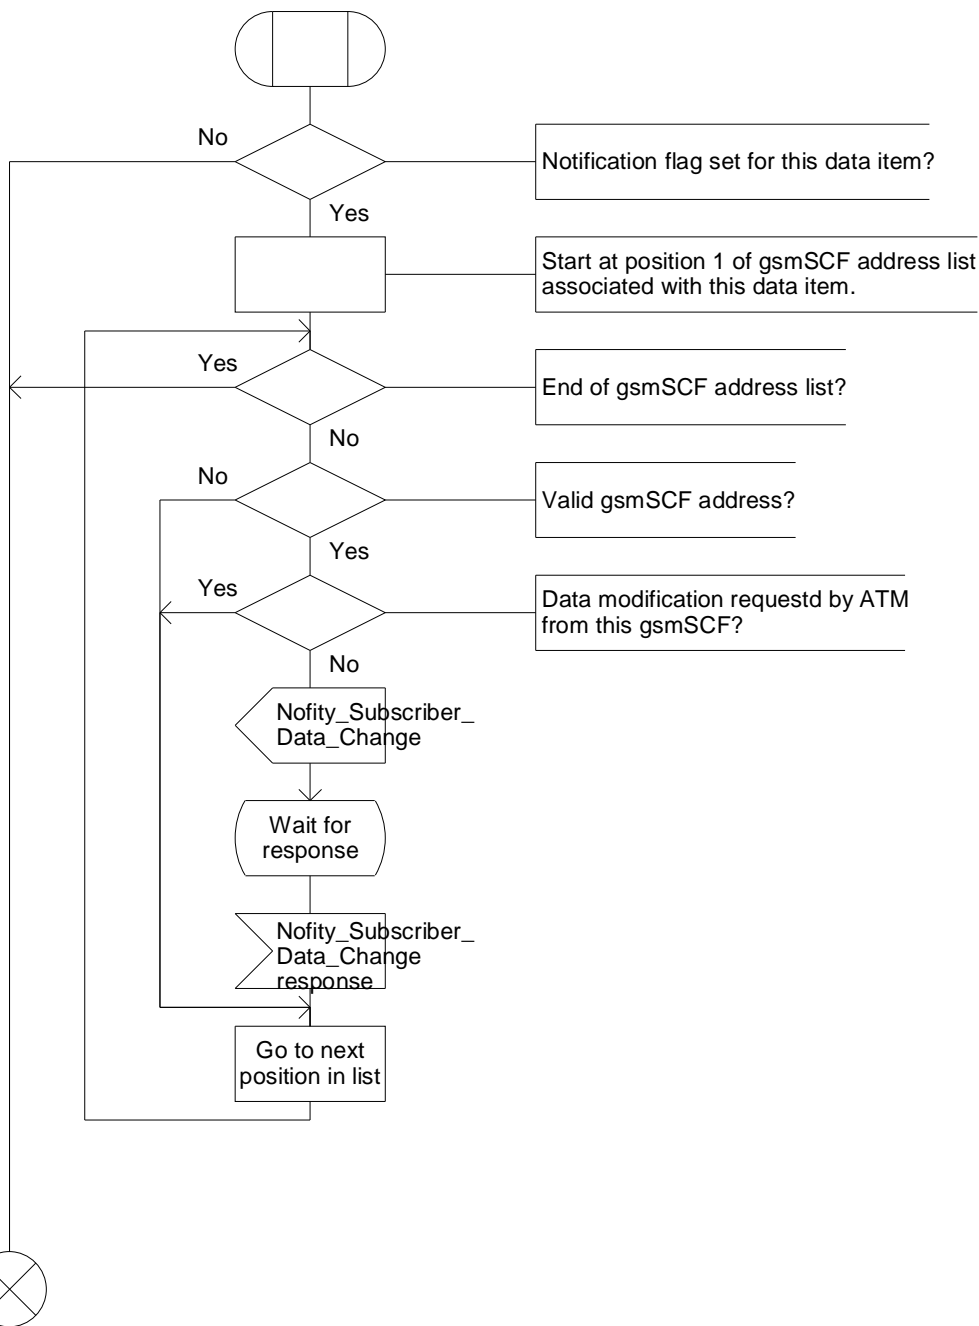 No
Notification flag set for this data item?
Yes
Start at position 1 of gsmSCF address list
associated with this data item.
Yes
End of gsmSCF address list?
No
No
Valid gsmSCF address?
Yes
Yes
Data modification requestd by ATM
from this gsmSCF?
No
Nofity_Subscriber_
Data_Change
Wait for
response
Nofity_Subscriber_
Data_Change
response
Go to next
position in list